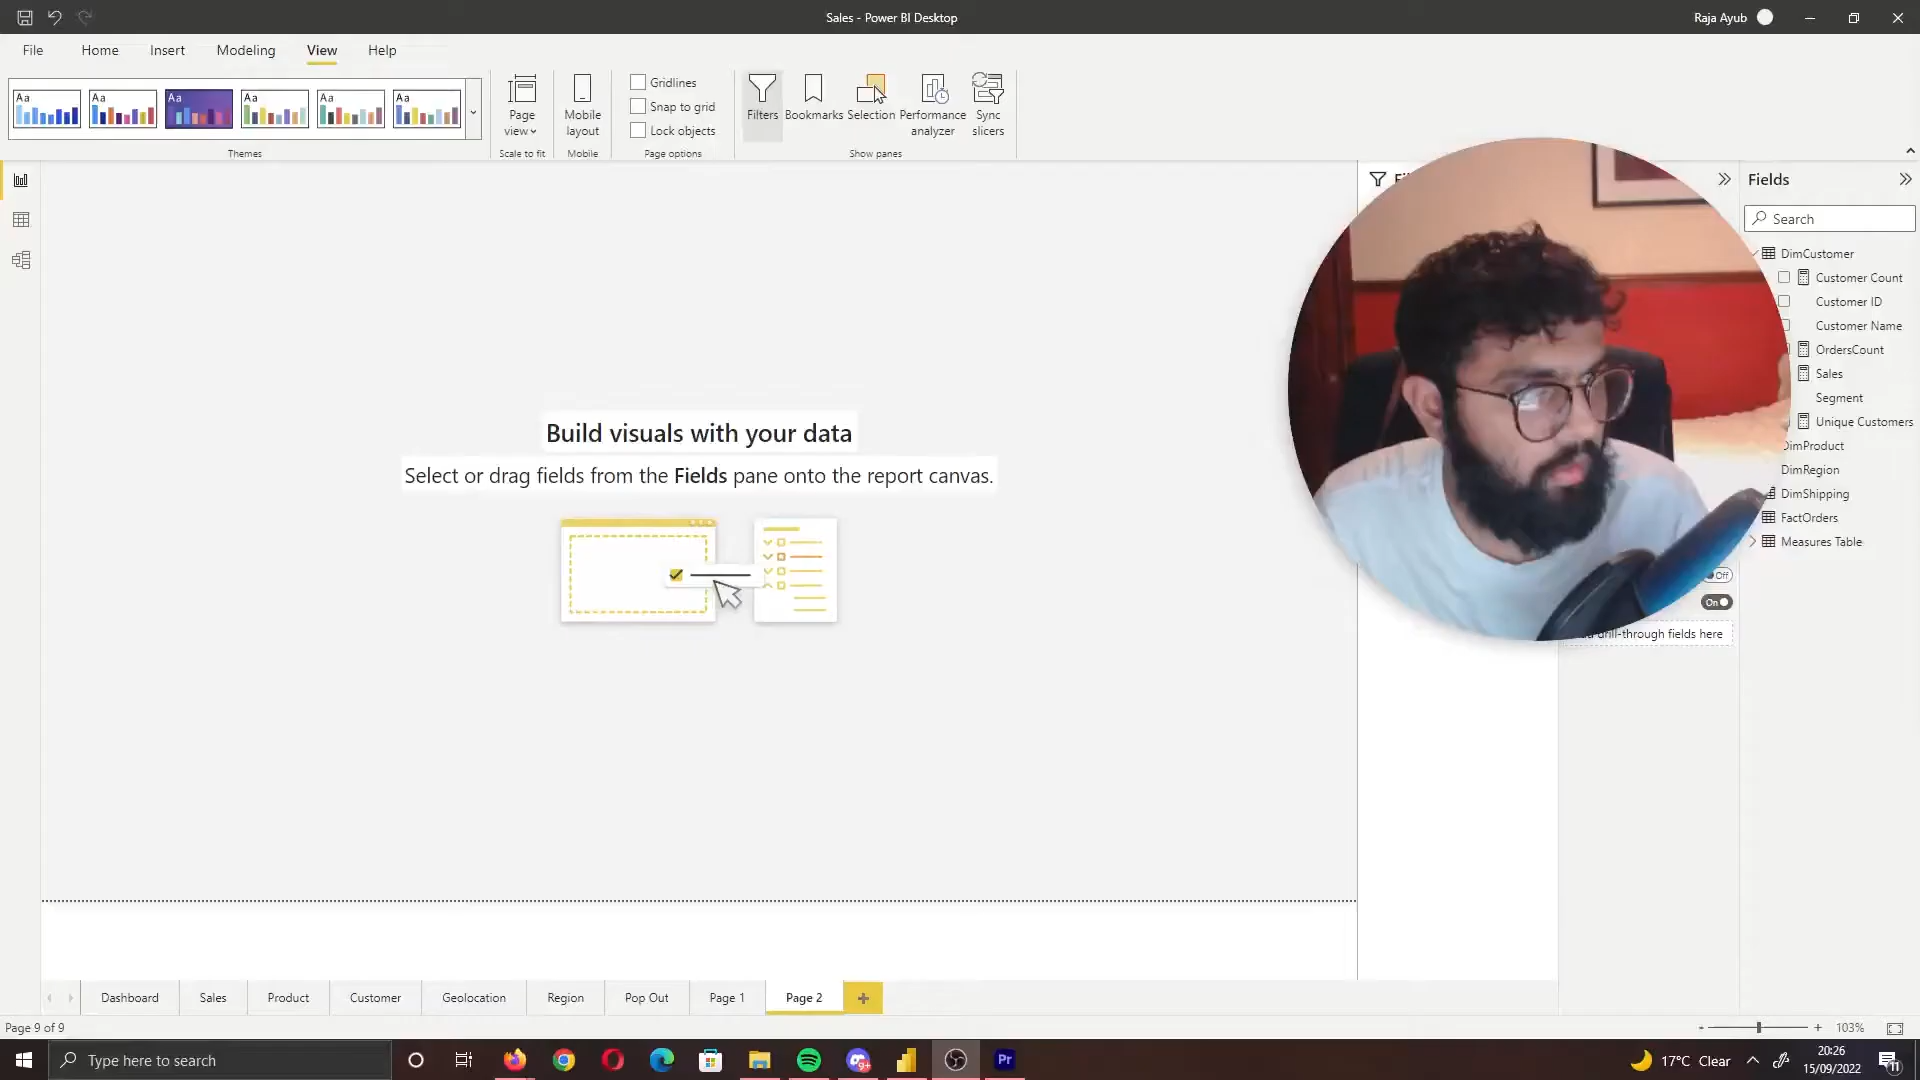 Sales - Power BI Desktop
Raja Ayub
File
Home
Insert
Modeling
View
Help
Aa
Aa
Aa
Aa
Aa
Aa
Page view
Mobile layout
Gridlines
Snap to grid
Lock objects
Filters
Bookmarks
Selection
Performance analyzer
Sync slicers
Themes
Scale to fit
Mobile
Page options
Show panes
Fields
Search
DimCustomer
Customer Count
Customer ID
Customer Name
OrdersCount
Sales
Segment
Unique Customers
DimProduct
DimRegion
DimShipping
FactOrders
Measures Table
Off
On
drill-through fields here
Build visuals with your data
Select or drag fields from the Fields pane onto the report canvas.
Dashboard
Sales
Product
Customer
Geolocation
Region
Pop Out
Page 1
Page 2
Page 9 of 9
103%
Type here to search
9+
Pr
17°C Clear
20:26
15/09/2022
11